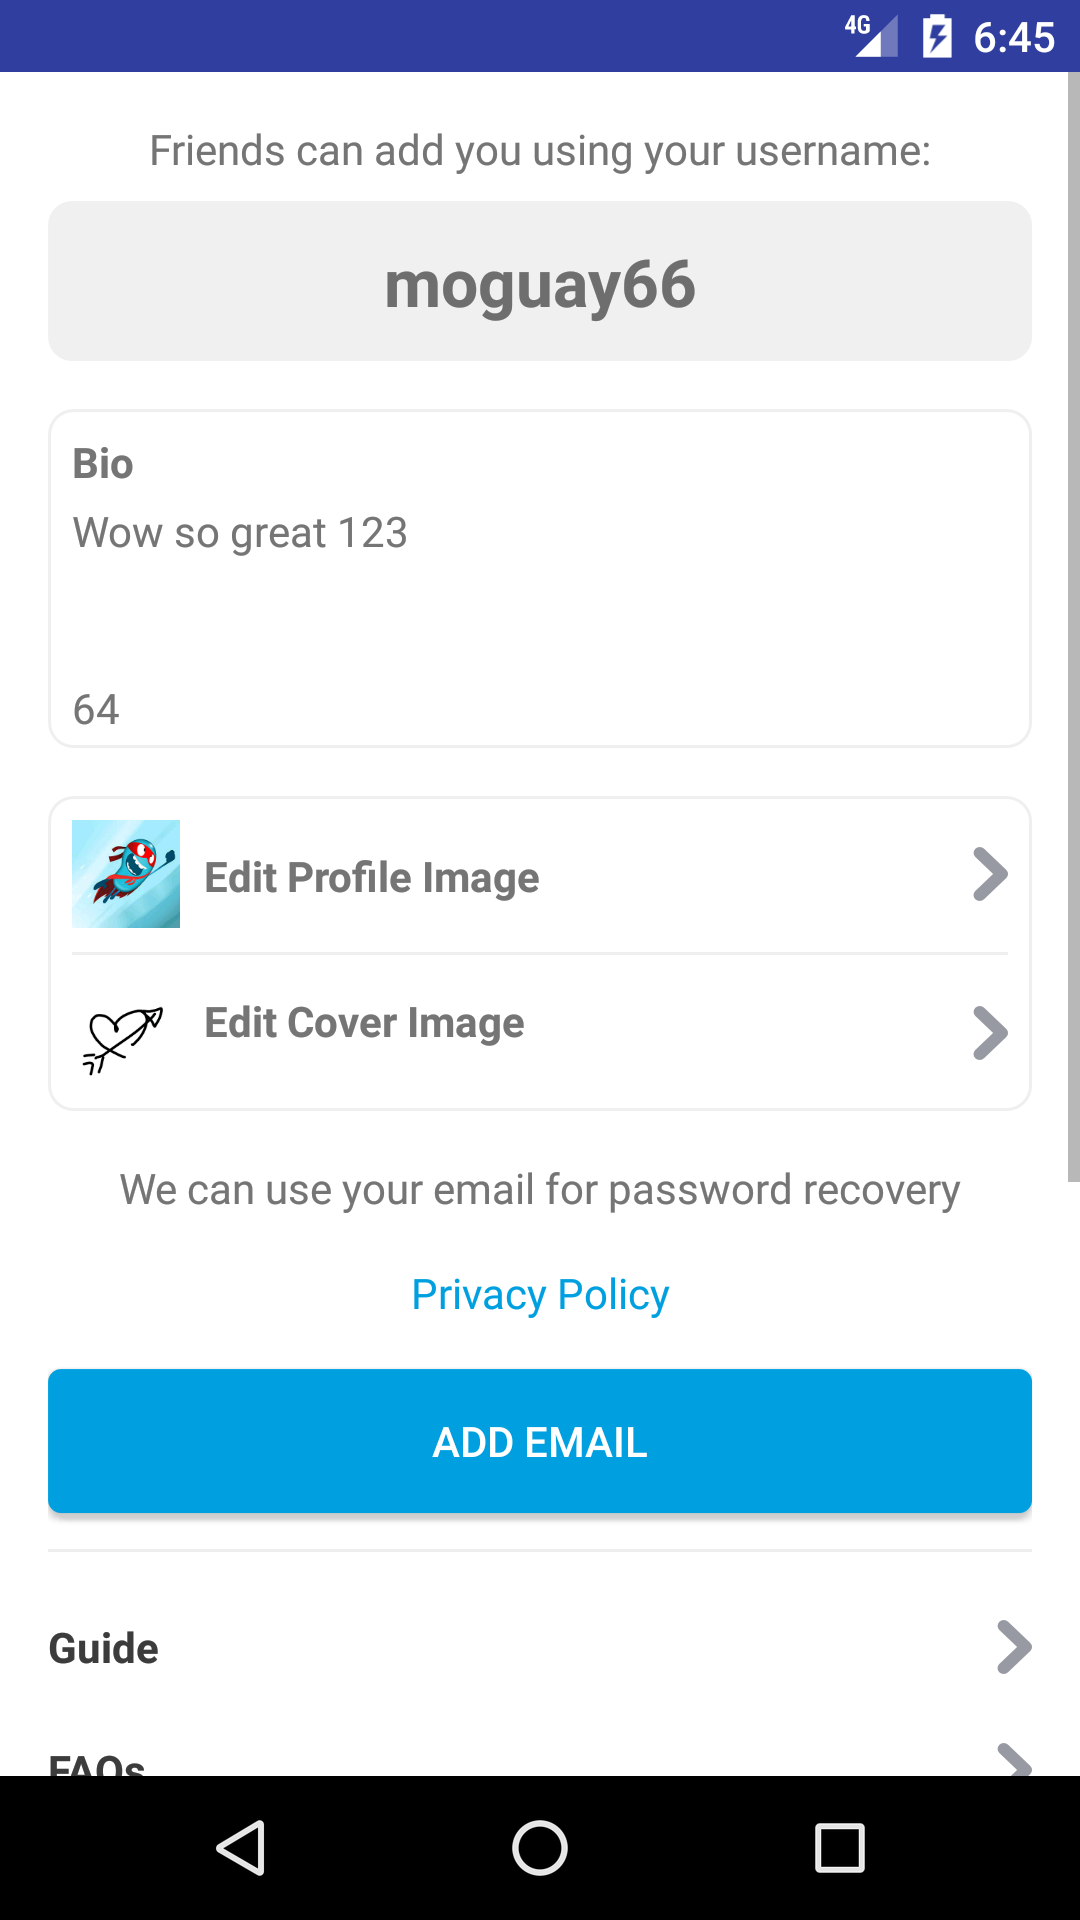 4G 6:45
Friends can add you using your username:
moguay66
Bio
Wow so great 123
64
Edit Profile Image
Edit Cover Image
We can use your email for password recovery
Privacy Policy
ADD EMAIL
Guide
FAQs